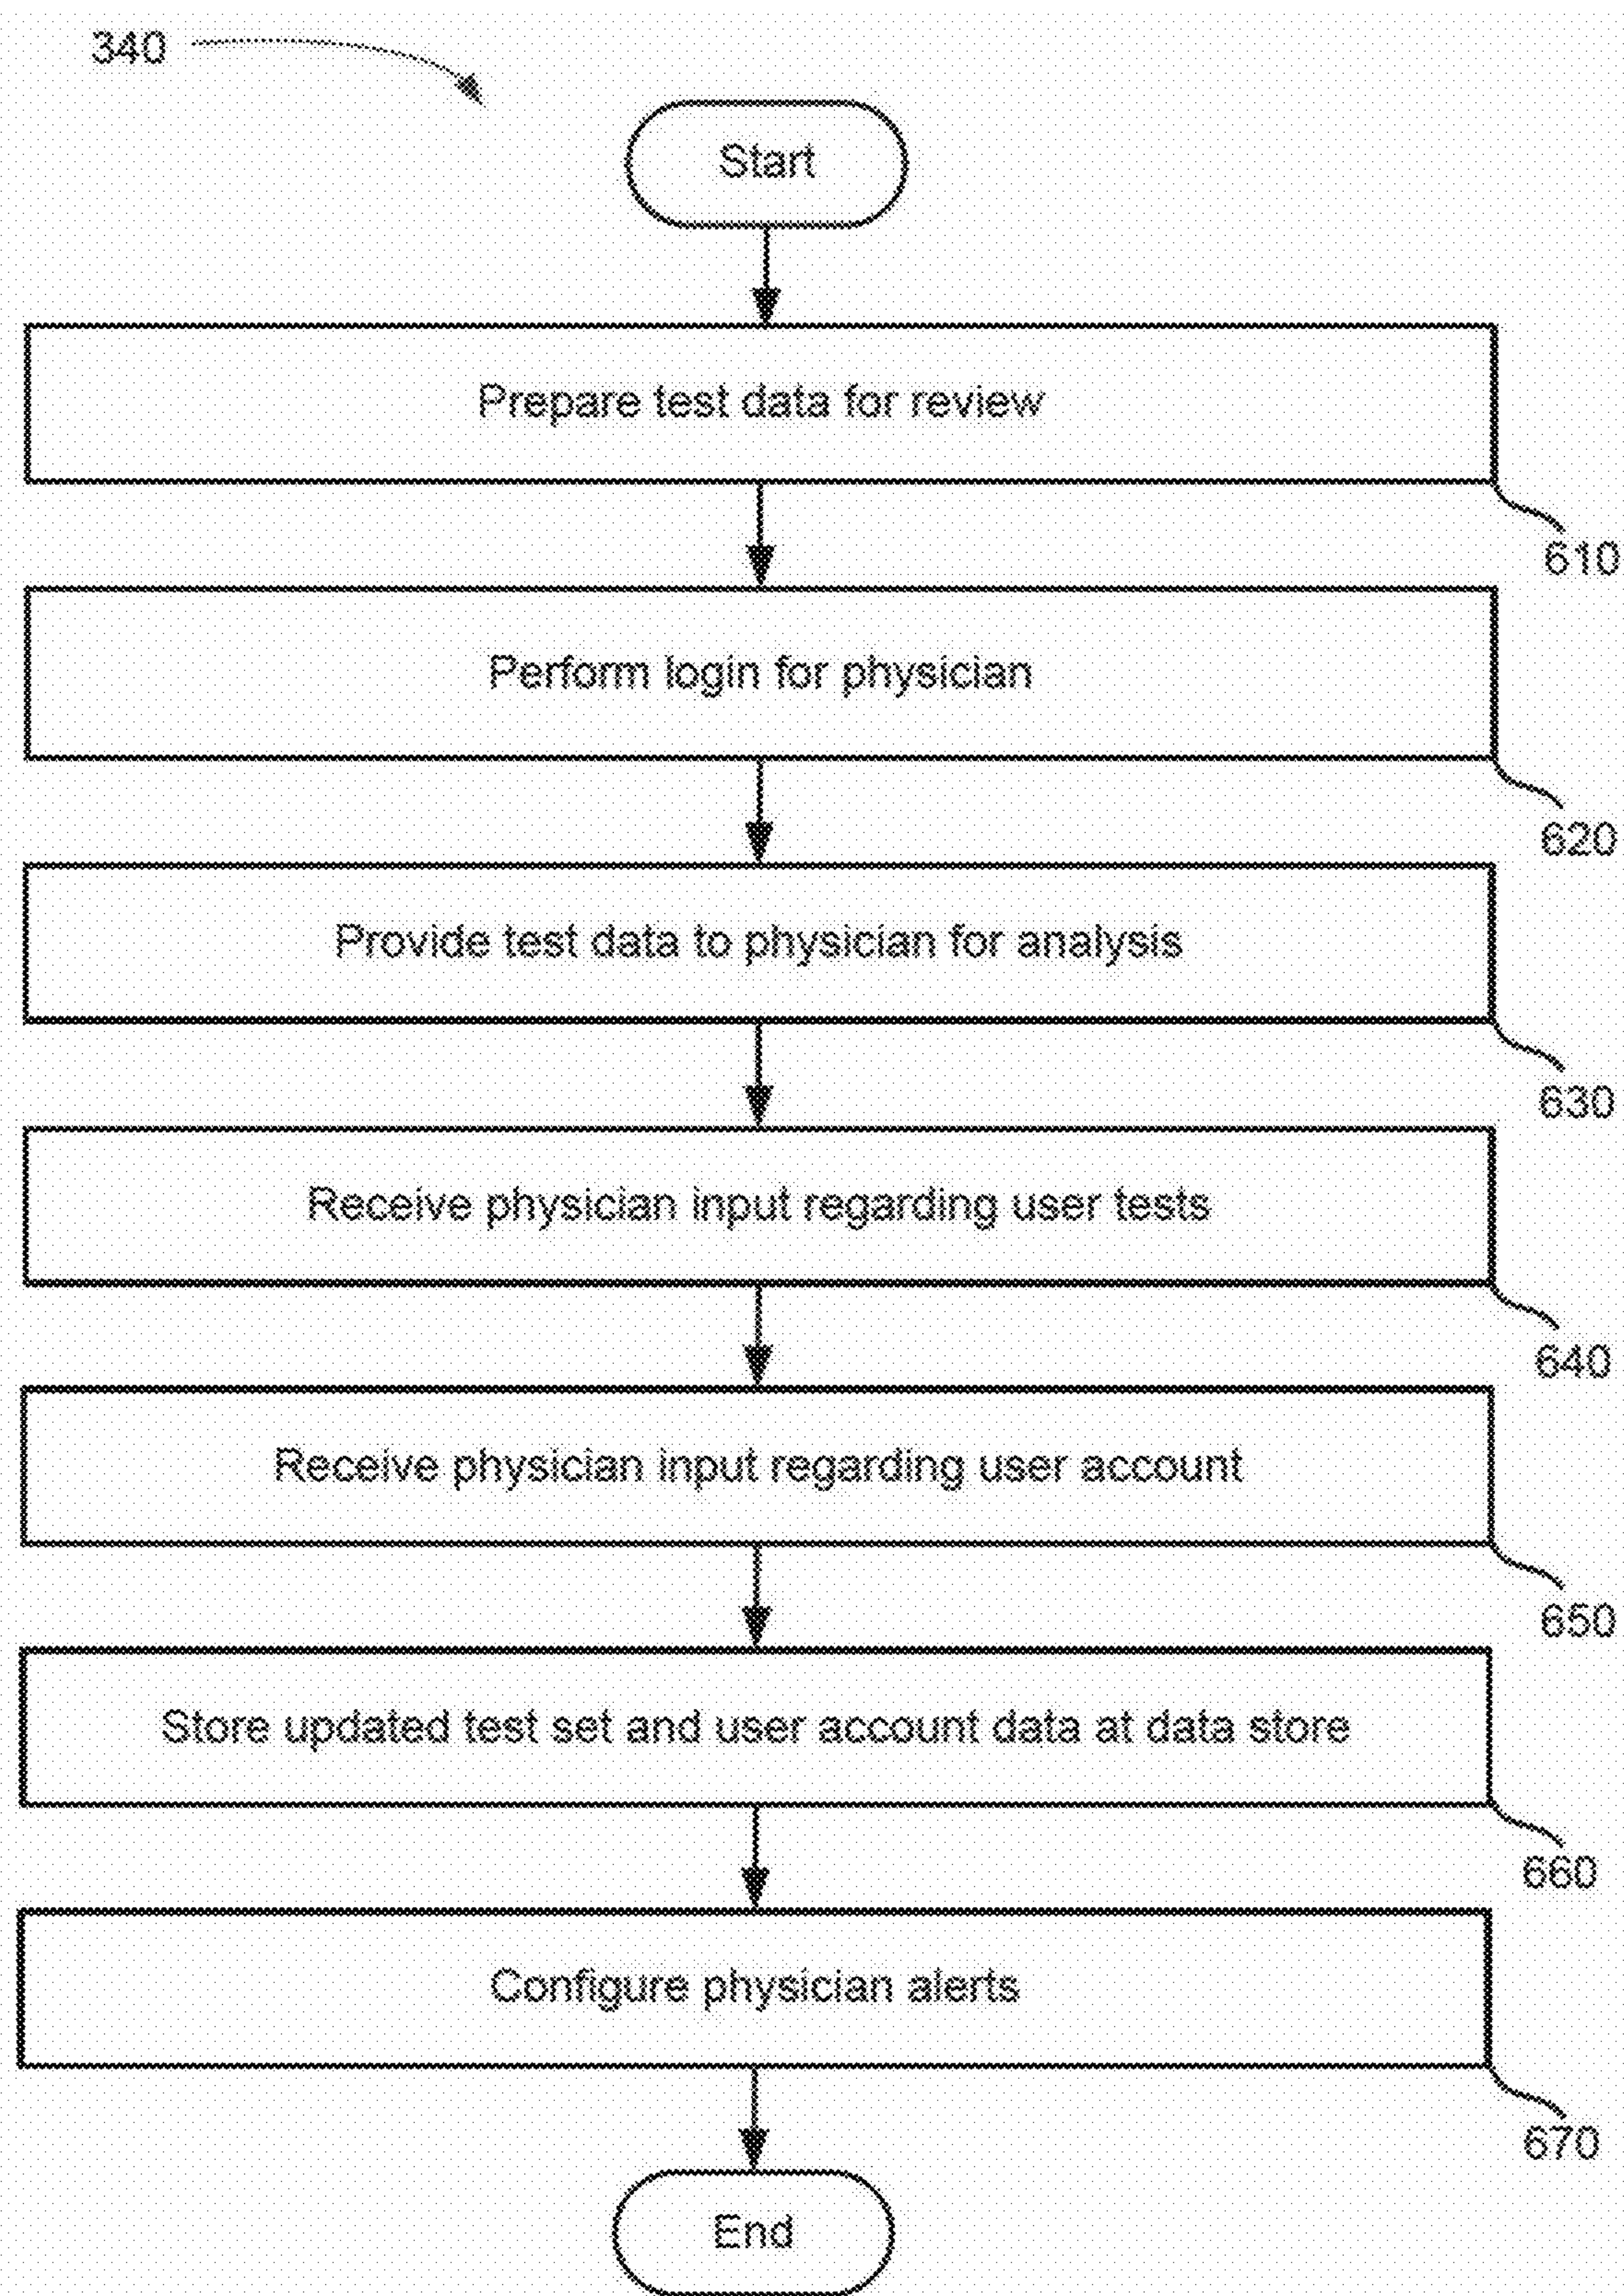 340
Start
Prepare test data for review
610
Perform login for physician
620
Provide test data to physician for analysis
630
Receive physician input regarding user tests
640
Receive physician input regarding user account
650
Store updated test set and user account data at data store
660
Configure physician alerts
670
End